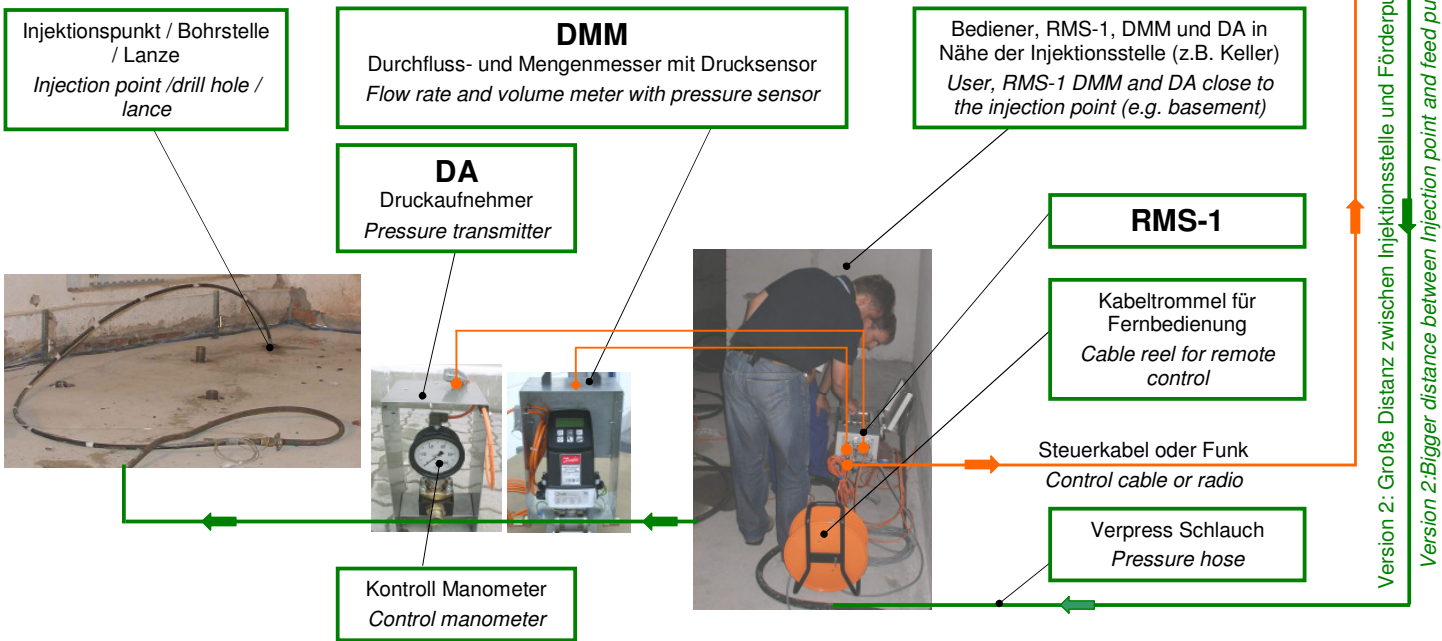 Injektionspunkt / Bohrstelle
/ Lanze
Injection point /drill hole /
lance
DMM
Durchfluss- und Mengenmesser mit Drucksensor
Flow rate and volume meter with pressure sensor
Bediener, RMS-1, DMM und DA in
Nähe der Injektionsstelle (z.B. Keller)
User, RMS-1 DMM and DA close to
the injection point (e.g. basement)
DA
Druckaufnehmer
Pressure transmitter
RMS-1
Kabeltrommel für
Fernbedienung
Cable reel for remote
control
Steuerkabel oder Funk
Control cable or radio
Verpress Schlauch
Pressure hose
Kontroll Manometer
Control manometer
Version 2: Große Distanz zwischen Injektionsstelle und Förderpu
Version 2:Bigger distance between Injection point and feed pu
Danfoss